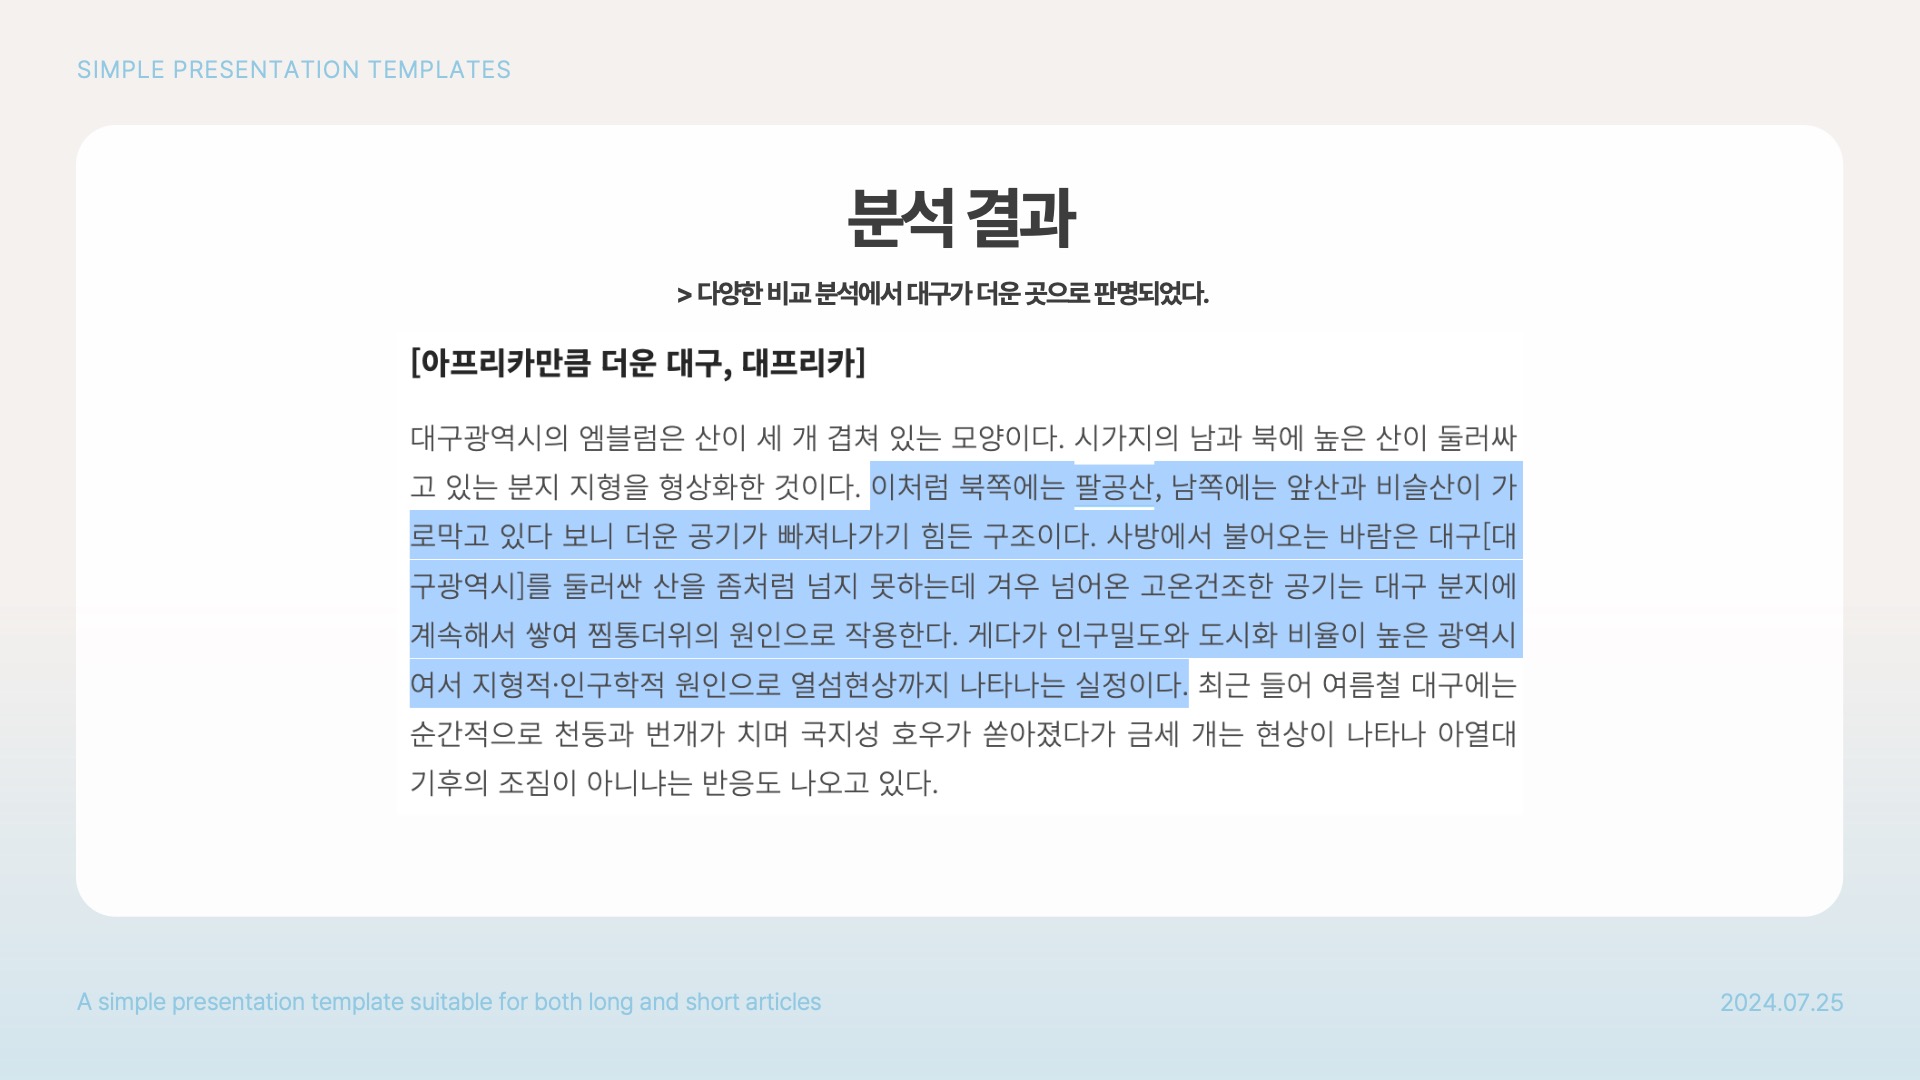 SIMPLE PRESENTATION TEMPLATES
분석 결과
> 다양한 비교 분석에서 대구가 더운 곳으로 판명되었다.
[아프리카만큼 더운 대구, 대프리카]
대구광역시의 엠블럼은 산이 세 개 겹쳐 있는 모양이다. 시가지의 남과 북에 높은 산이 둘러싸
고 있는 분지 지형을 형상화한 것이다. 이처럼 북쪽에는 팔공산, 남쪽에는 앞산과 비슬산이 가
로막고 있다 보니 더운 공기가 빠져나가기 힘든 구조이다. 사방에서 불어오는 바람은 대구[대
구광역시]를 둘러싼 산을 좀처럼 넘지 못하는데 겨우 넘어온 고온건조한 공기는 대구 분지에
계속해서 쌓여 찜통더위의 원인으로 작용한다. 게다가 인구밀도와 도시화 비율이 높은 광역시
여서 지형적·인구학적 원인으로 열섬현상까지 나타나는 실정이다. 최근 들어 여름철 대구에는
순간적으로 천둥과 번개가 치며 국지성 호우가 쏟아졌다가 금세 개는 현상이 나타나 아열대
기후의 조짐이 아니냐는 반응도 나오고 있다.
A simple presentation template suitable for both long and short articles
2024.07.25